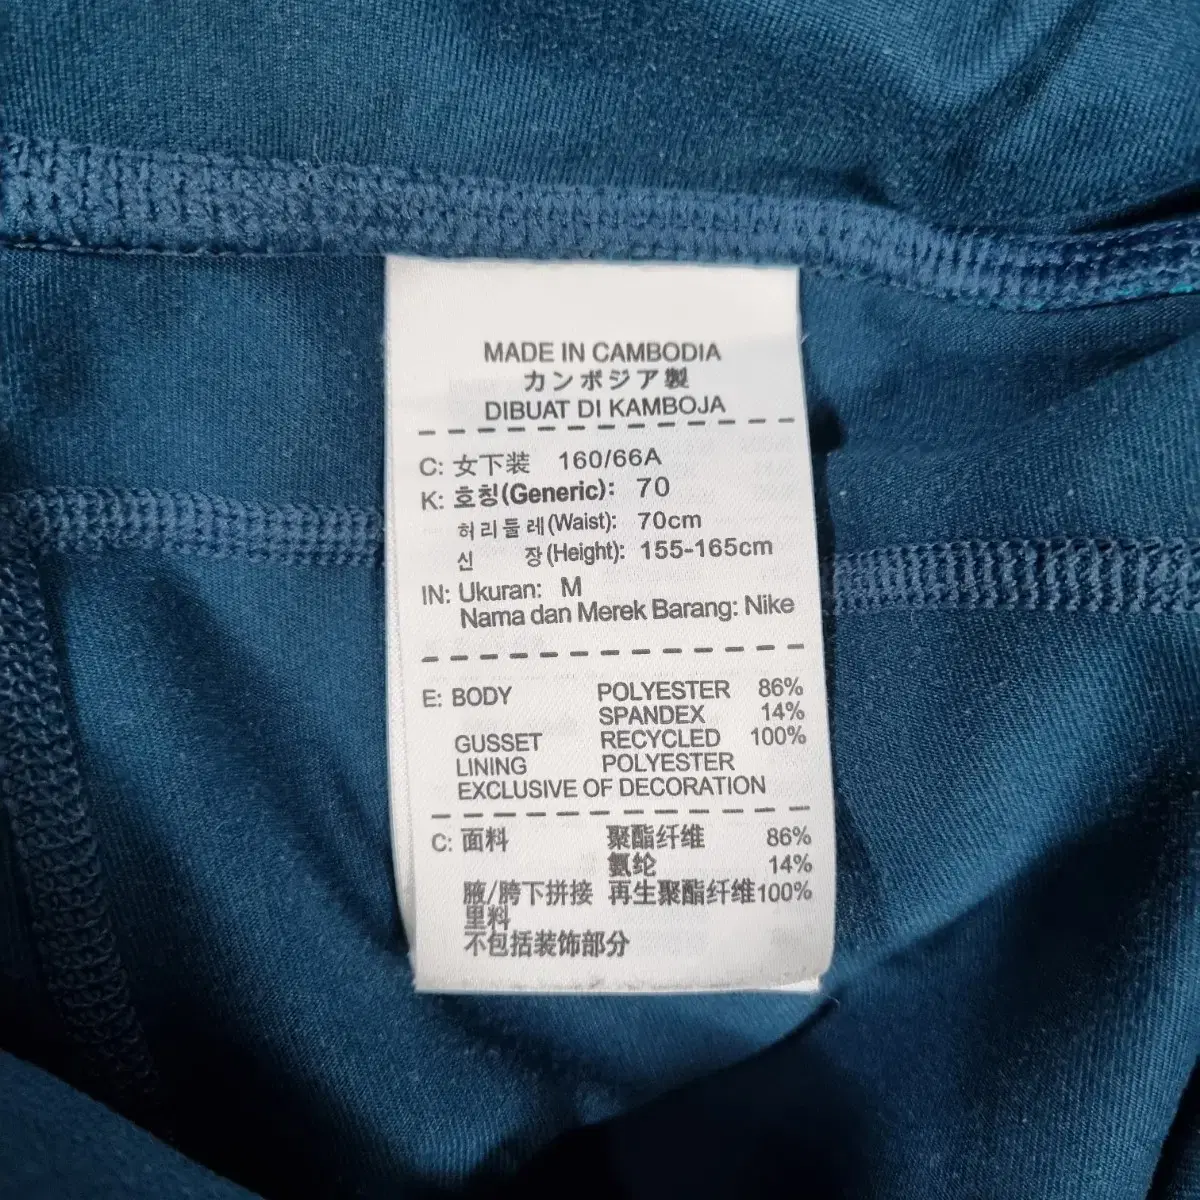 MADE IN CAMBODIA
カンボジア製
DIBUAT DI KAMBOJA
C: 女下装 160/66A
K: 호칭(Generic): 70
허리둘레(Waist): 70cm
신 장(Height): 155-165cm
IN: Ukuran: M
Nama dan Merek Barang: Nike
E: BODY POLYESTER 86%
SPANDEX 14%
GUSSET RECYCLED 100%
LINING POLYESTER
EXCLUSIVE OF DECORATION
C: 面料 聚酯纤维 86%
氨纶 14%
腋/胯下拼接 再生聚酯纤维100%
里料
不包括装饰部分